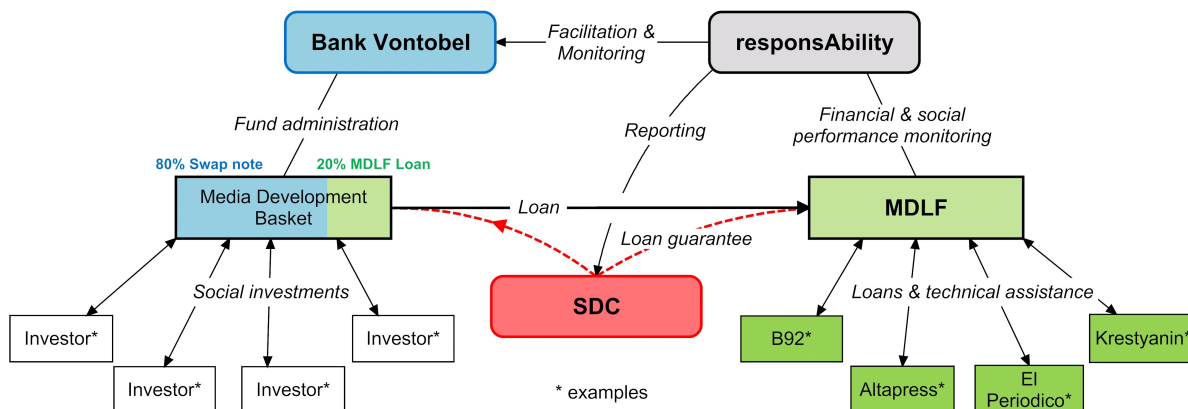 Bank Vontobel
Facilitation &
Monitoring
responsAbility
Fund administration
Reporting
Financial & social
performance monitoring
80% Swap note
20% MDLF Loan
Media Development
Basket
Loan
MDLF
Loan guarantee
SDC
Social investments
Loans & technical assistance
Investor*
Investor*
Investor*
Investor*
B92*
Krestyanin*
Altapress*
El
Periodico*
* examples